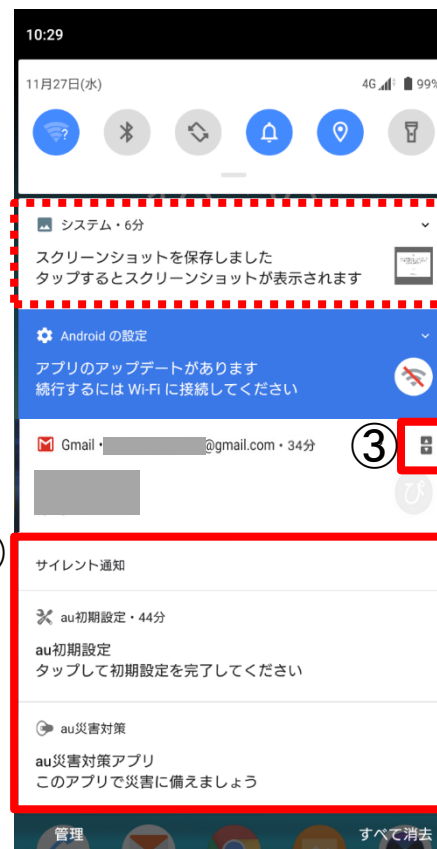 10:29
11月27日(水)
4G
99%
?
システム・6分
スクリーンショットを保存しました
タップするとスクリーンショットが表示されます
Android の設定
アプリのアップデートがあります
続行するには Wi-Fi に接続してください
Gmail・
@gmail.com・34分
③
ぴ
サイレント通知
au初期設定・44分
au初期設定
タップして初期設定を完了してください
au災害対策
au災害対策アプリ
このアプリで災害に備えましょう
管理
すべて消去